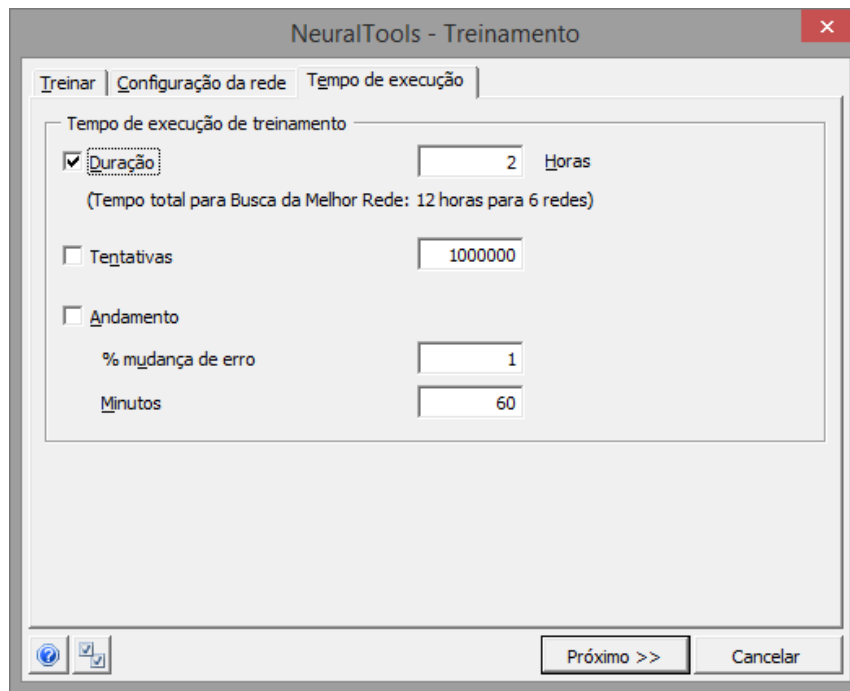 NeuralTools - Treinamento
Treinar Configuração da rede Tempo de execução
Tempo de execução de treinamento
Duração 2 Horas
(Tempo total para Busca da Melhor Rede: 12 horas para 6 redes)
Tentativas 1000000
Andamento
% mudança de erro 1
Minutos 60
Próximo >> Cancelar